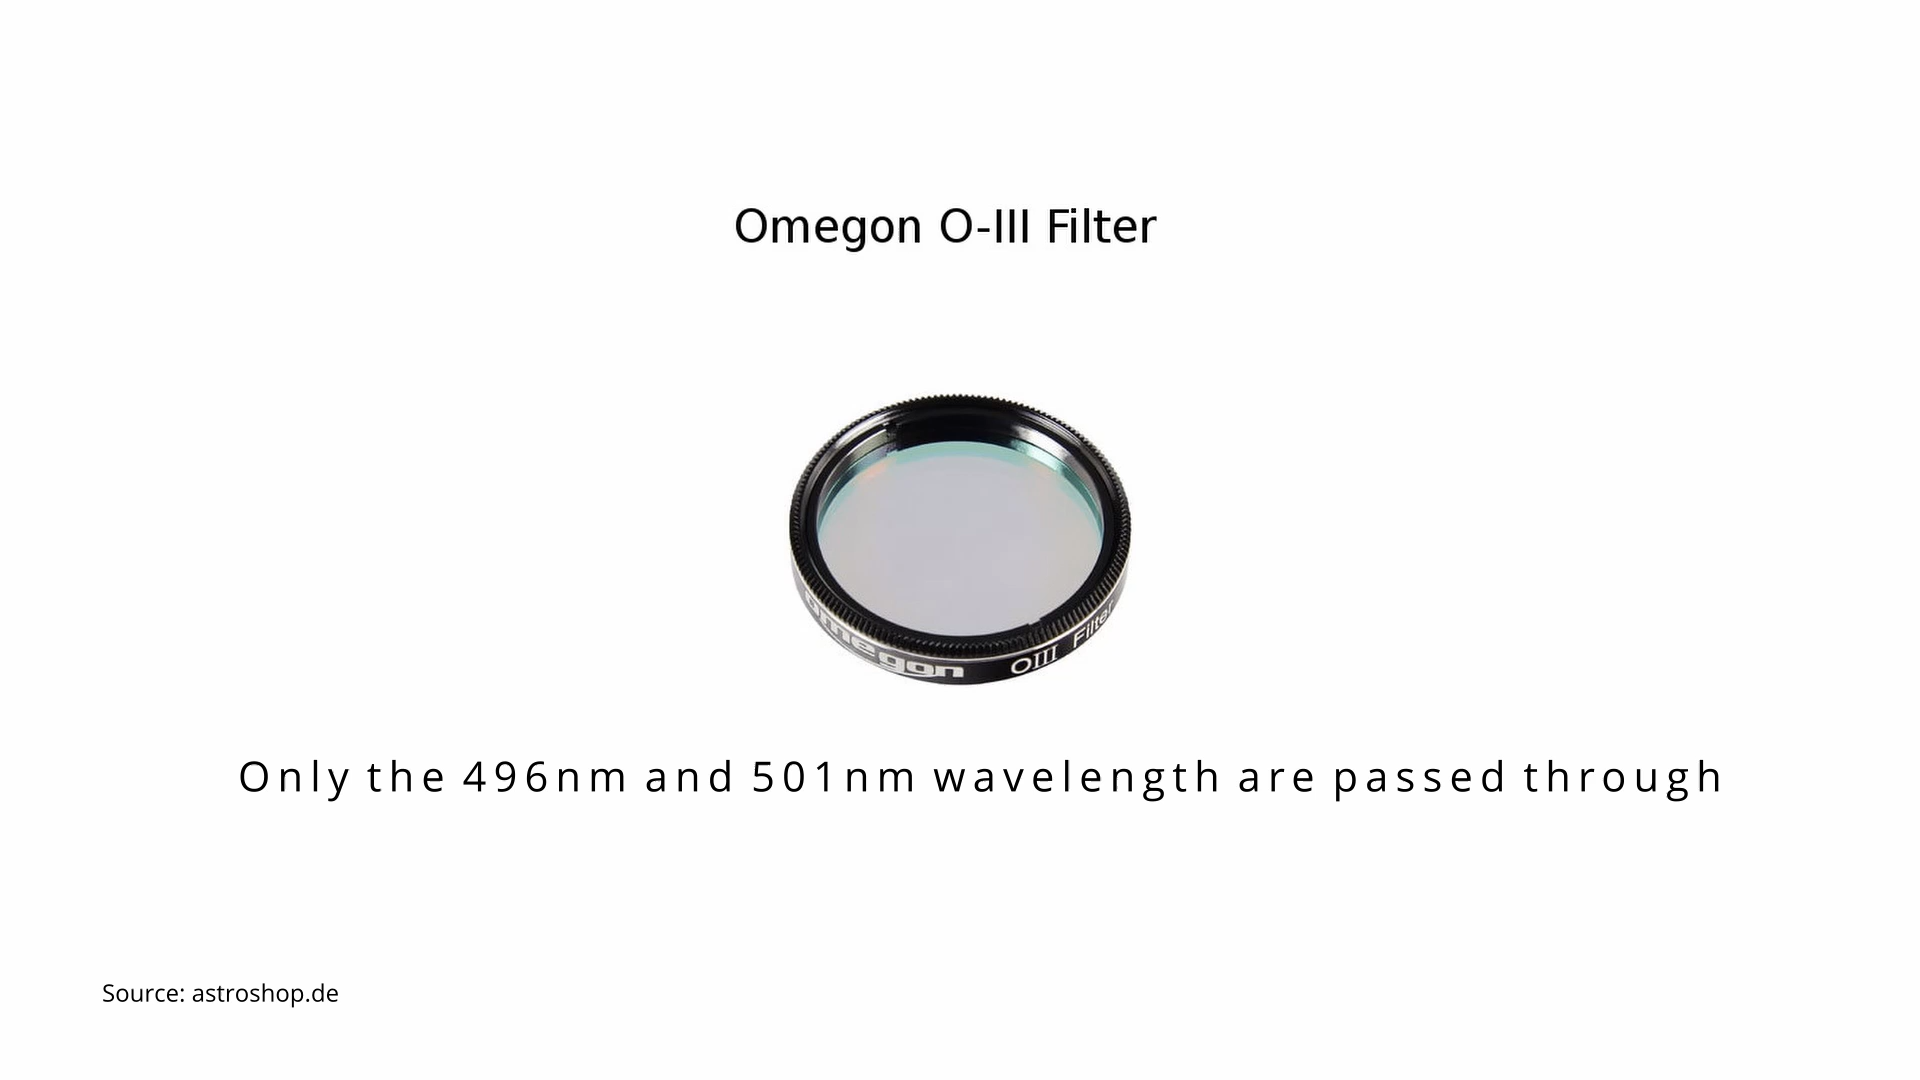 Omegon O-III Filter
omegon OIII Filter
Only the 496nm and 501nm wavelength are passed through
Source: astroshop.de